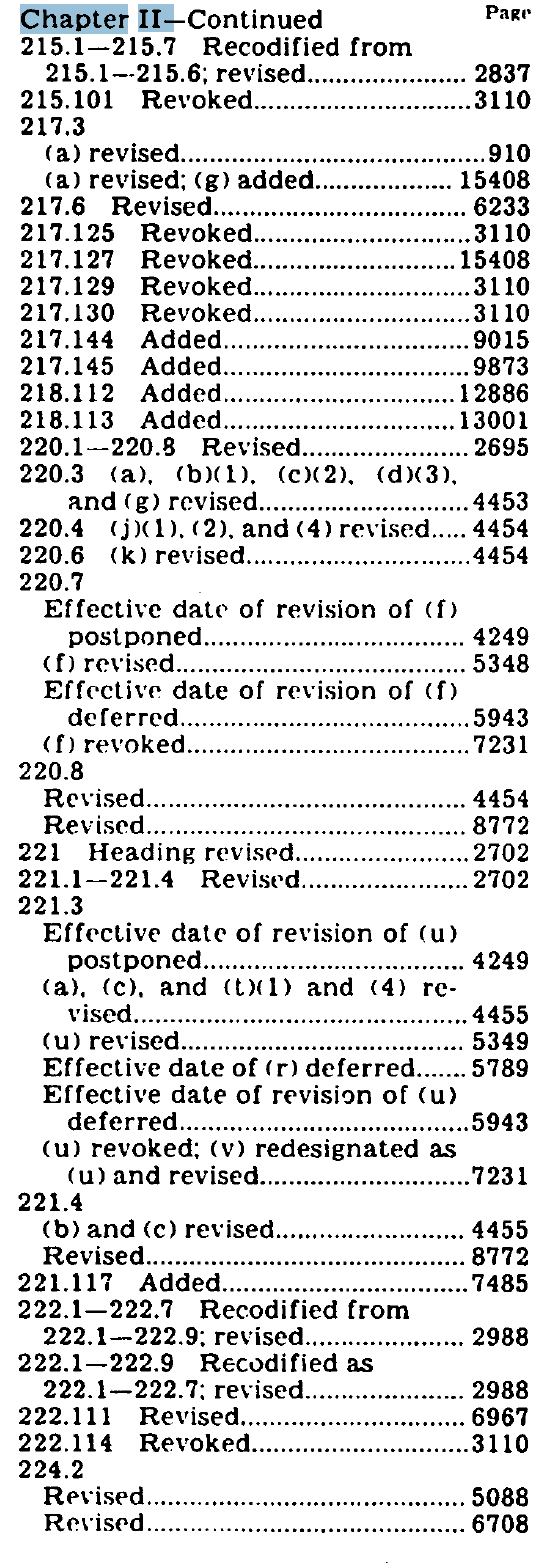 Chapter II—Continued Page
215.1—215.7 Recodified from
215.1—215.6; revised........................ 2837
215.101 Revoked.................................3110
217.3
(a) revised...............................................910
(a) revised; (g) added..................... 15408
217.6 Revised....................................... 6233
217.125 Revoked.................................3110
217.127 Revoked...............................15408
217.129 Revoked.................................3110
217.130 Revoked.................................3110
217.144 Added..................................... 9015
217.145 Added..................................... 9873
218.112 Added...................................12886
218.113 Added...................................13001
220.1—220.8 Revised......................... 2695
220.3 (a), (b)(1), (c)(2), (d)(3),
and (g) revised................................ 4453
220.4 (j)(1), (2), and (4) revised..... 4454
220.6 (k) revised.................................. 4454
220.7
Effective date of revision of (f)
postponed......................................... 4249
(f) revised............................................. 5348
Effective date of revision of (f)
deferred.............................................5943
(f) revoked............................................7231
220.8
Revised.................................................. 4454
Revised.................................................. 8772
221 Heading revised..........................2702
221.1—221.4 Revised......................... 2702
221.3
Effective date of revision of (u)
postponed......................................... 4249
(a), (c), and (t)(1) and (4) re-
vised....................................................4455
(u) revised............................................ 5349
Effective date of (r) deferred....... 5789
Effective date of revision of (u)
deferred.............................................5943
(u) revoked; (v) redesignated as
(u) and revised.................................7231
221.4
(b) and (c) revised............................. 4455
Revised.................................................. 8772
221.117 Added......................................7485
222.1—222.7 Recodified from
222.1—222.9; revised........................ 2988
222.1—222.9 Recodified as
222.1—222.7; revised........................ 2988
222.111 Revised................................... 6967
222.114 Revoked.................................3110
224.2
Revised.................................................. 5088
Revised.................................................. 6708